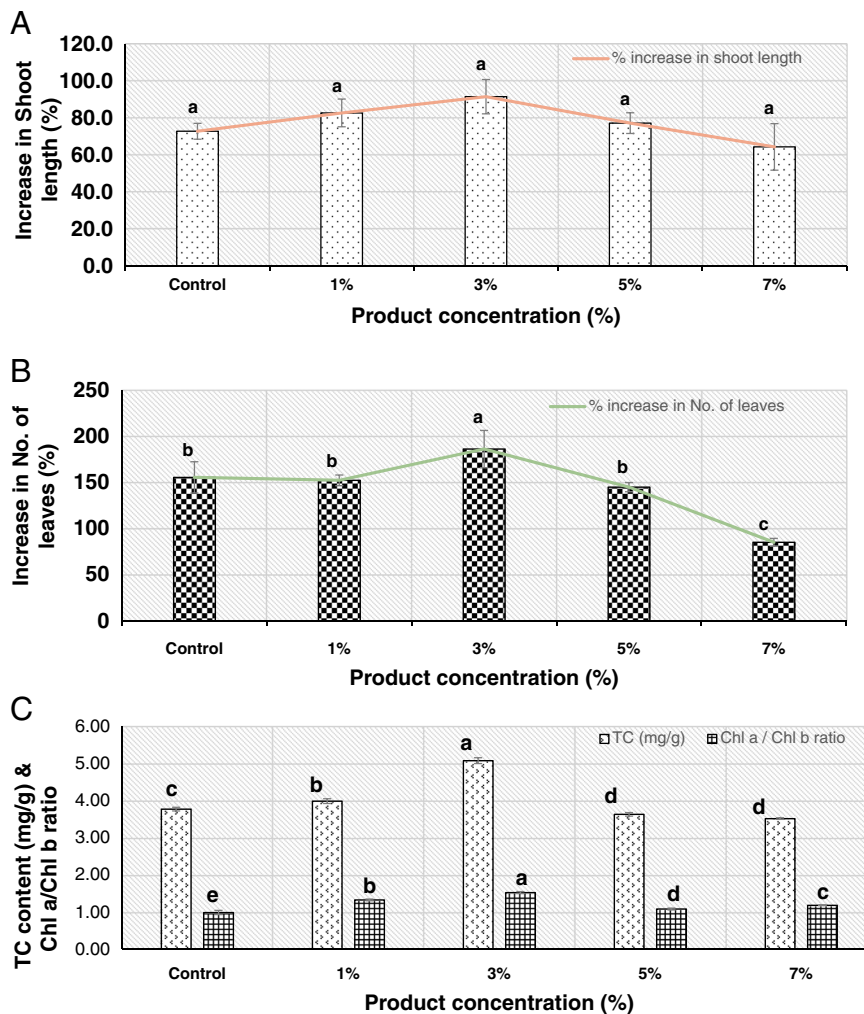 A
Increase in Shoot
length (%)
120.0
100.0
80.0
60.0
40.0
20.0
0.0
% increase in shoot length
a
a
a
a
a
Control
1%
3%
5%
7%
Product concentration (%)
B
Increase in No. of
leaves (%)
250
200
150
100
50
0
% increase in No. of leaves
b
b
a
b
c
Control
1%
3%
5%
7%
Product concentration (%)
C
TC content (mg/g) &
Chl a/Chl b ratio
6.00
5.00
4.00
3.00
2.00
1.00
0.00
TC (mg/g)
Chl a / Chl b ratio
c
e
b
b
a
a
d
d
d
c
Control
1%
3%
5%
7%
Product concentration (%)